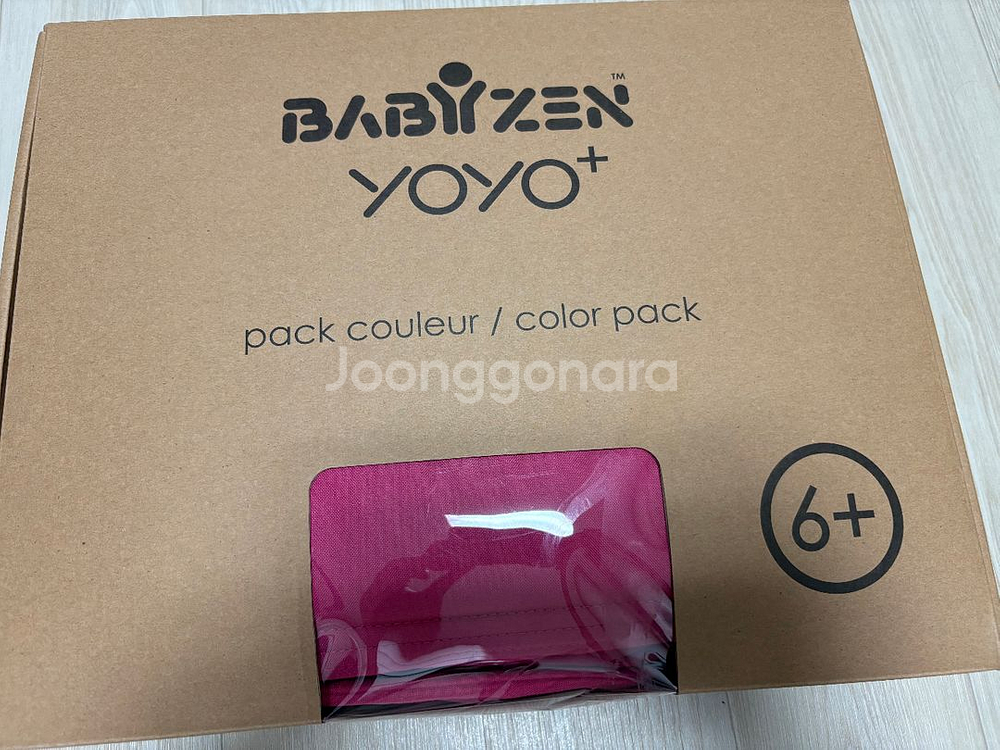 BABYZEN™
YOYO+
pack couleur / color pack
Joonggonara
6+